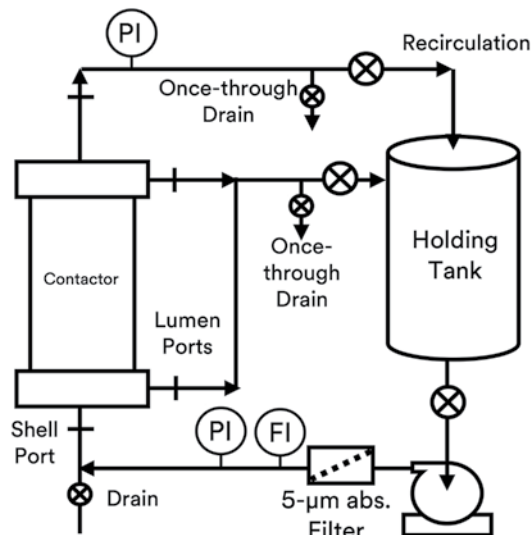 PI
Recirculation
Once-through
Drain
Contactor
Holding
Tank
Once-
through
Drain
Lumen
Ports
Shell
Port
PI
FI
Drain
5-μm abs.
Filter